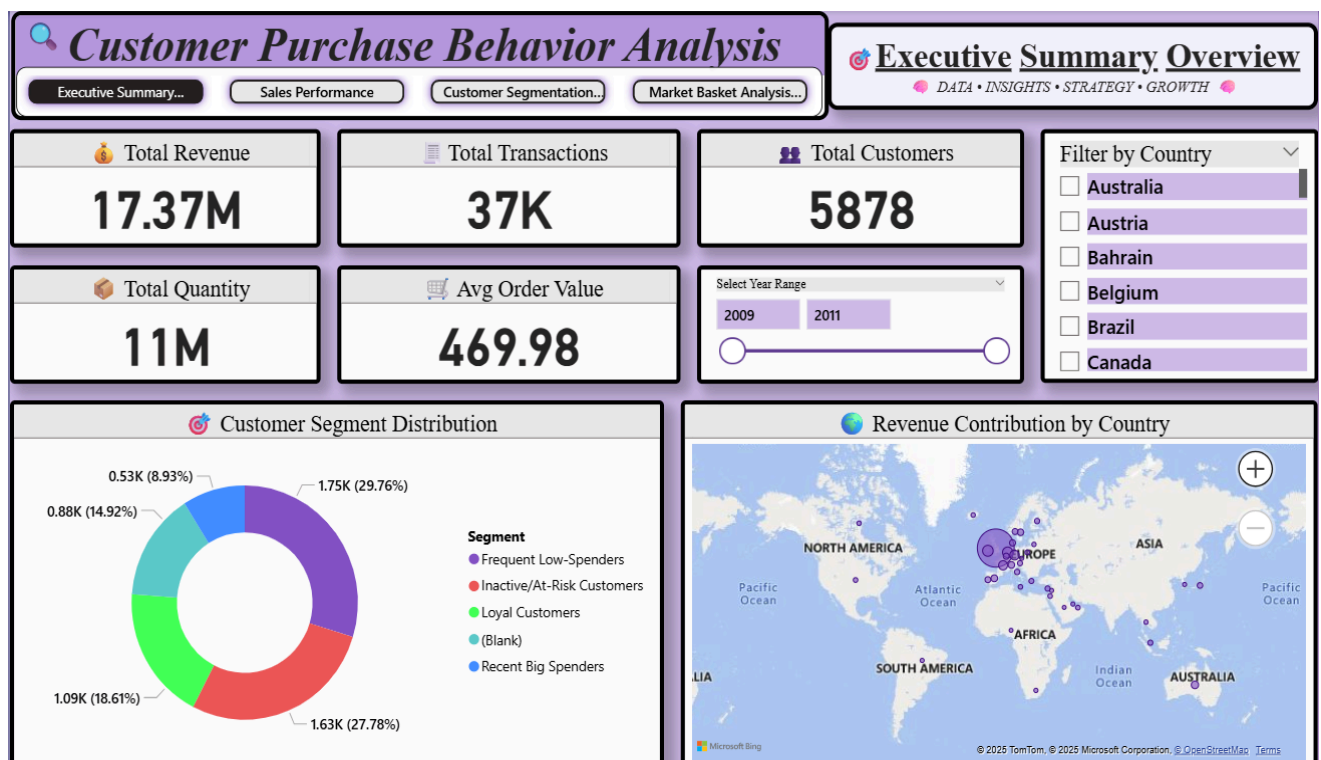 Customer Purchase Behavior Analysis
Executive Summary...
Sales Performance
Customer Segmentation...
Market Basket Analysis...
Executive Summary Overview
DATA • INSIGHTS • STRATEGY • GROWTH
Total Revenue
17.37M
Total Transactions
37K
Total Customers
5878
Filter by Country
Australia
Austria
Bahrain
Belgium
Brazil
Canada
Total Quantity
11M
Avg Order Value
469.98
Select Year Range
2009
2011
Customer Segment Distribution
0.53K (8.93%)
1.75K (29.76%)
0.88K (14.92%)
1.09K (18.61%)
1.63K (27.78%)
Segment
Frequent Low-Spenders
Inactive/At-Risk Customers
Loyal Customers
(Blank)
Recent Big Spenders
Revenue Contribution by Country
NORTH AMERICA
EUROPE
ASIA
Pacific
Ocean
Atlantic
Ocean
Pacific
Ocean
AFRICA
SOUTH AMERICA
Indian
Ocean
AUSTRALIA
LIA
Microsoft Bing
© 2025 TomTom, © 2025 Microsoft Corporation, © OpenStreetMap Terms